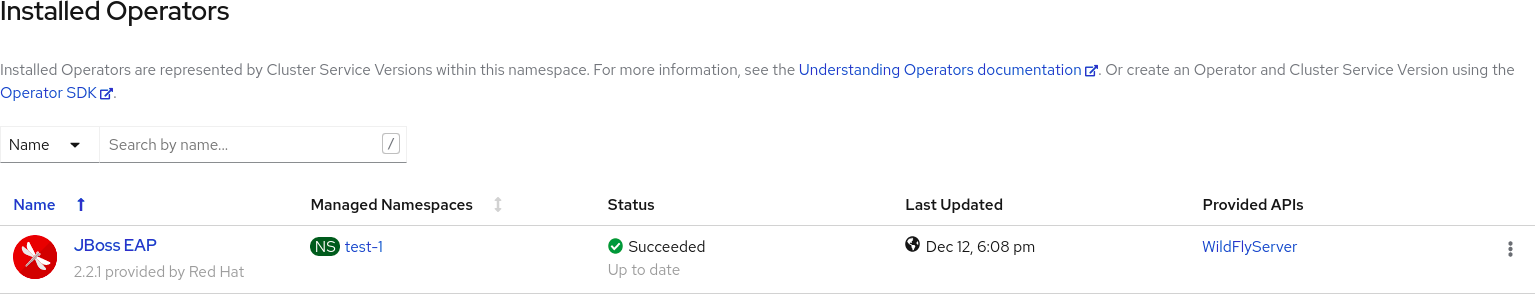 Installed Operators
Installed Operators are represented by Cluster Service Versions within this namespace. For more information, see the Understanding Operators documentation. Or create an Operator and Cluster Service Version using the
Operator SDK.
Name Search by name... /
Name Managed Namespaces Status Last Updated Provided APIs
JBoss EAP NS test-1 Succeeded Dec 12, 6:08 pm WildFlyServer
2.2.1 provided by Red Hat Up to date